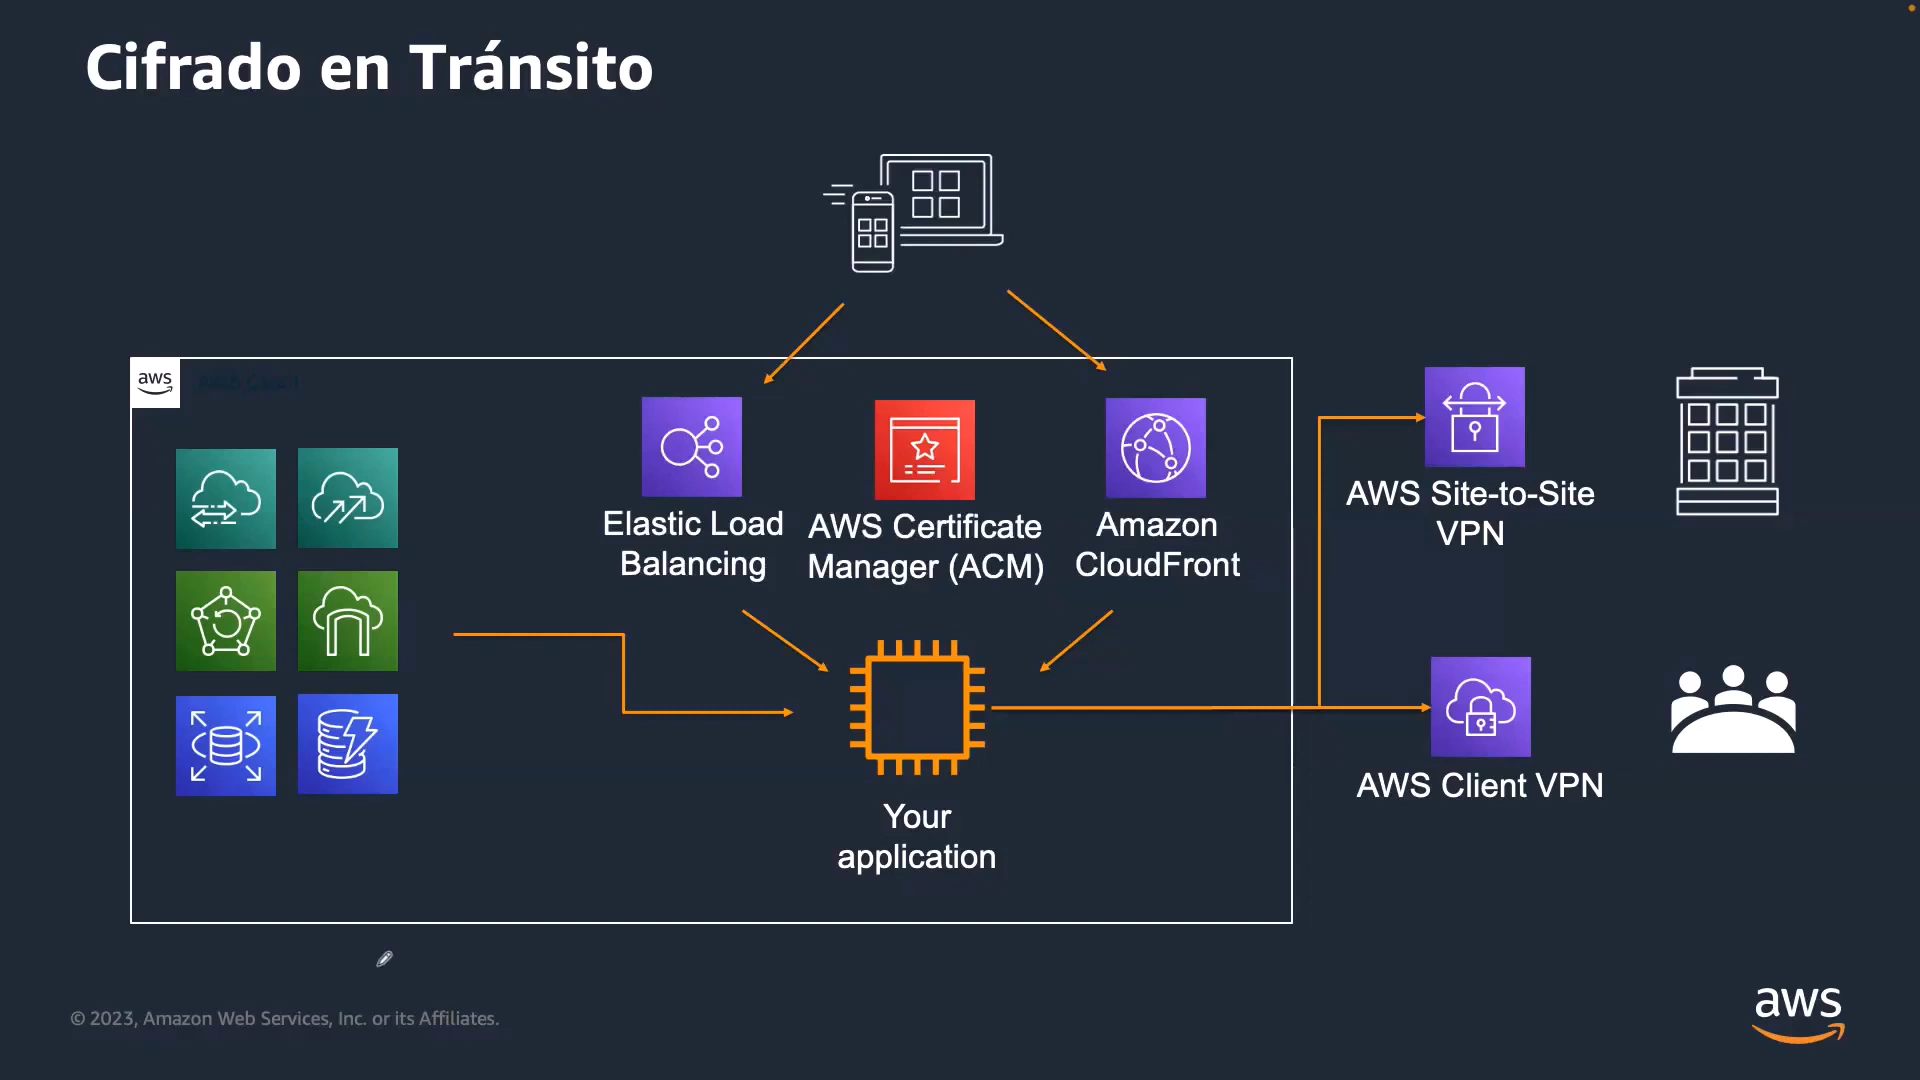 Cifrado en Tránsito
aws
Elastic Load
Balancing
AWS Certificate
Manager (ACM)
Amazon
CloudFront
AWS Site-to-Site
VPN
AWS Client VPN
Your
application
© 2023, Amazon Web Services, Inc. or its Affiliates.
aws